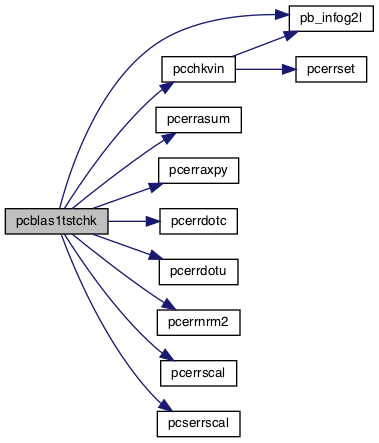 pb_infog2l
pcchkvin
pcerrset
pcerrasum
pcerraxpy
pcblas1tstchk
pcerrdotc
pcerrdotu
pcerrnrm2
pcerrscal
pcserrscal